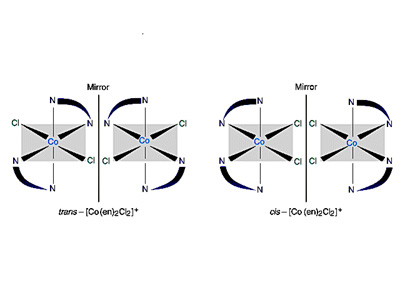 Mirror
N N N N
Cl N N Cl
Co Co
N Cl Cl N
N N
trans – [Co(en)₂Cl₂]⁺
Mirror
N N
N Cl Cl N
Co Co
N Cl Cl N
N N
cis – [Co(en)₂Cl₂]⁺